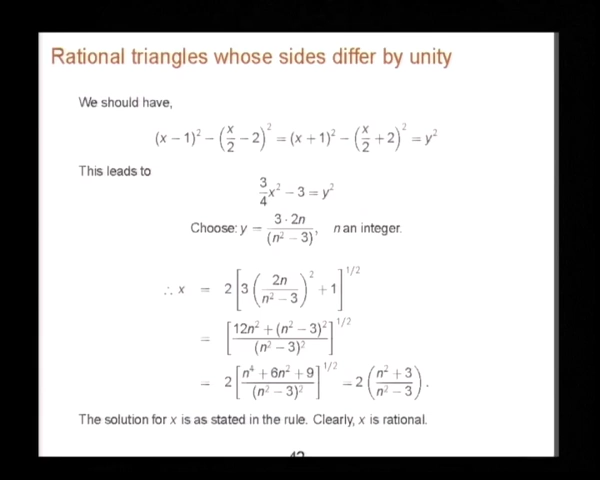 Rational triangles whose sides differ by unity
We should have,
(x − 1)² − (x/2 − 2)² = (x + 1)² − (x/2 + 2)² = y²
This leads to
3/4 x² − 3 = y²
Choose: y = 3 · 2n / (n² − 3), n an integer.
∴ x = 2 [3 (2n / (n² − 3))² + 1]^1/2
= [12n² + (n² − 3)² / (n² − 3)²]^1/2
= 2 [n⁴ + 6n² + 9 / (n² − 3)²]^1/2 = 2 (n² + 3 / n² − 3).
The solution for x is as stated in the rule. Clearly, x is rational.